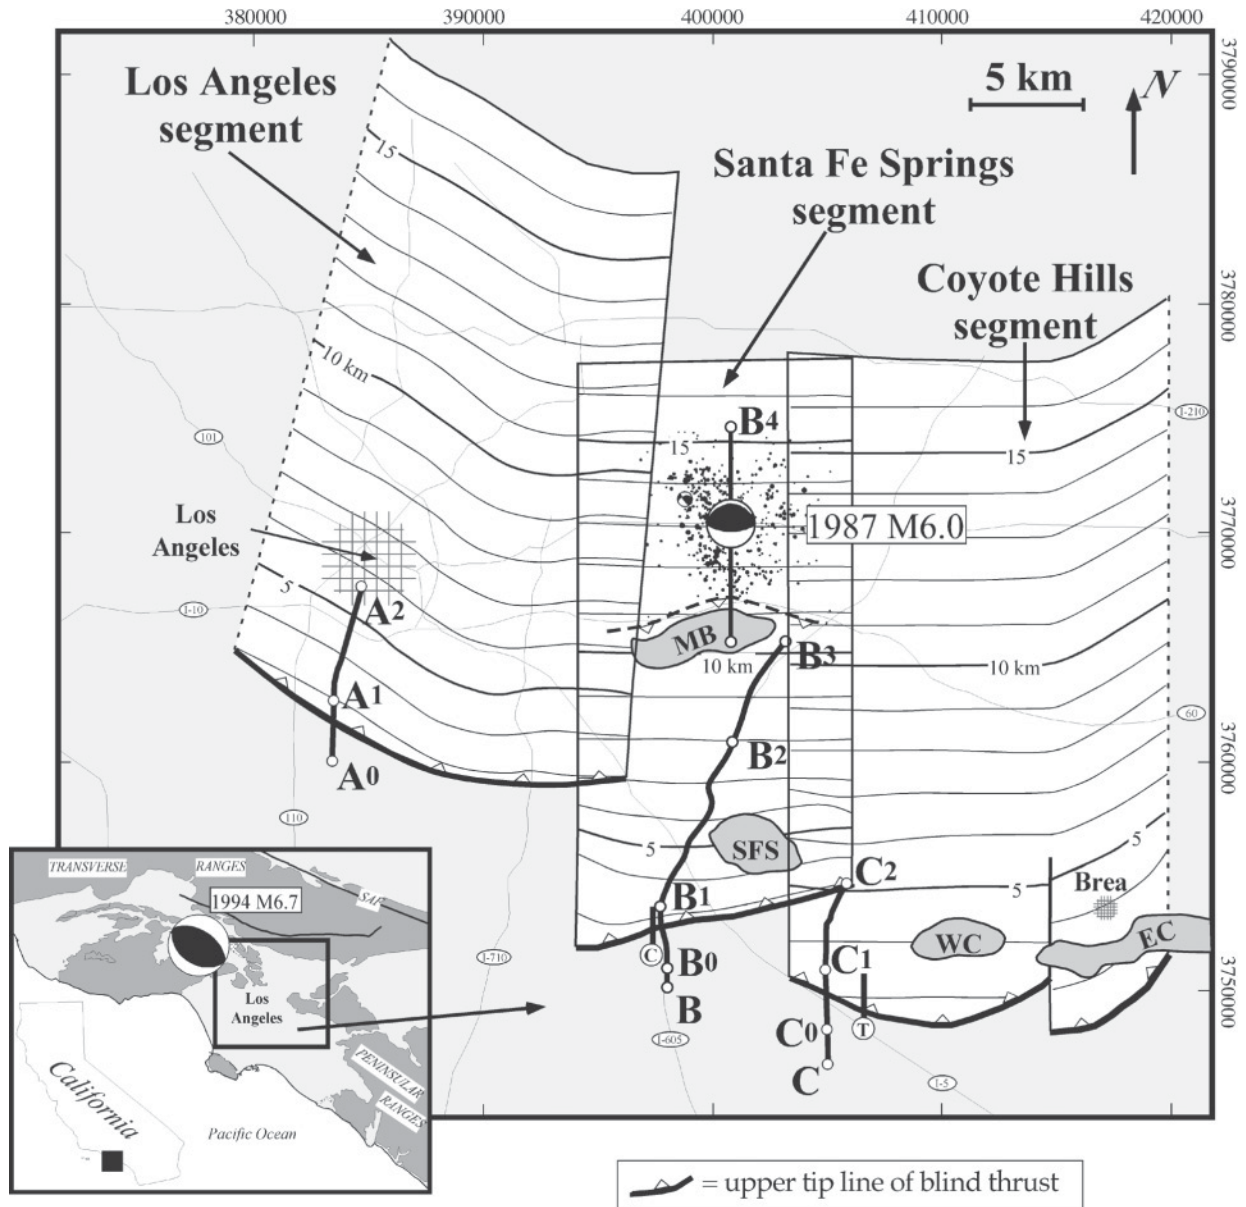 380000
390000
400000
410000
420000
3790000
3780000
3770000
3760000
3750000
Los Angeles
segment
5 km
N
Santa Fe Springs
segment
Coyote Hills
segment
15
10 km
5
101
Los
Angeles
I-10
A2
A1
A0
110
B4
15
1987 M6.0
MB
10 km
B3
B2
5
SFS
B1
C
B0
B
I-710
I-605
I-210
15
10 km
60
5
5
Brea
C2
WC
EC
C1
C0
T
C
I-5
TRANSVERSE
RANGES
SAF
1994 M6.7
Los
Angeles
PENINSULAR
RANGES
California
Pacific Ocean
= upper tip line of blind thrust